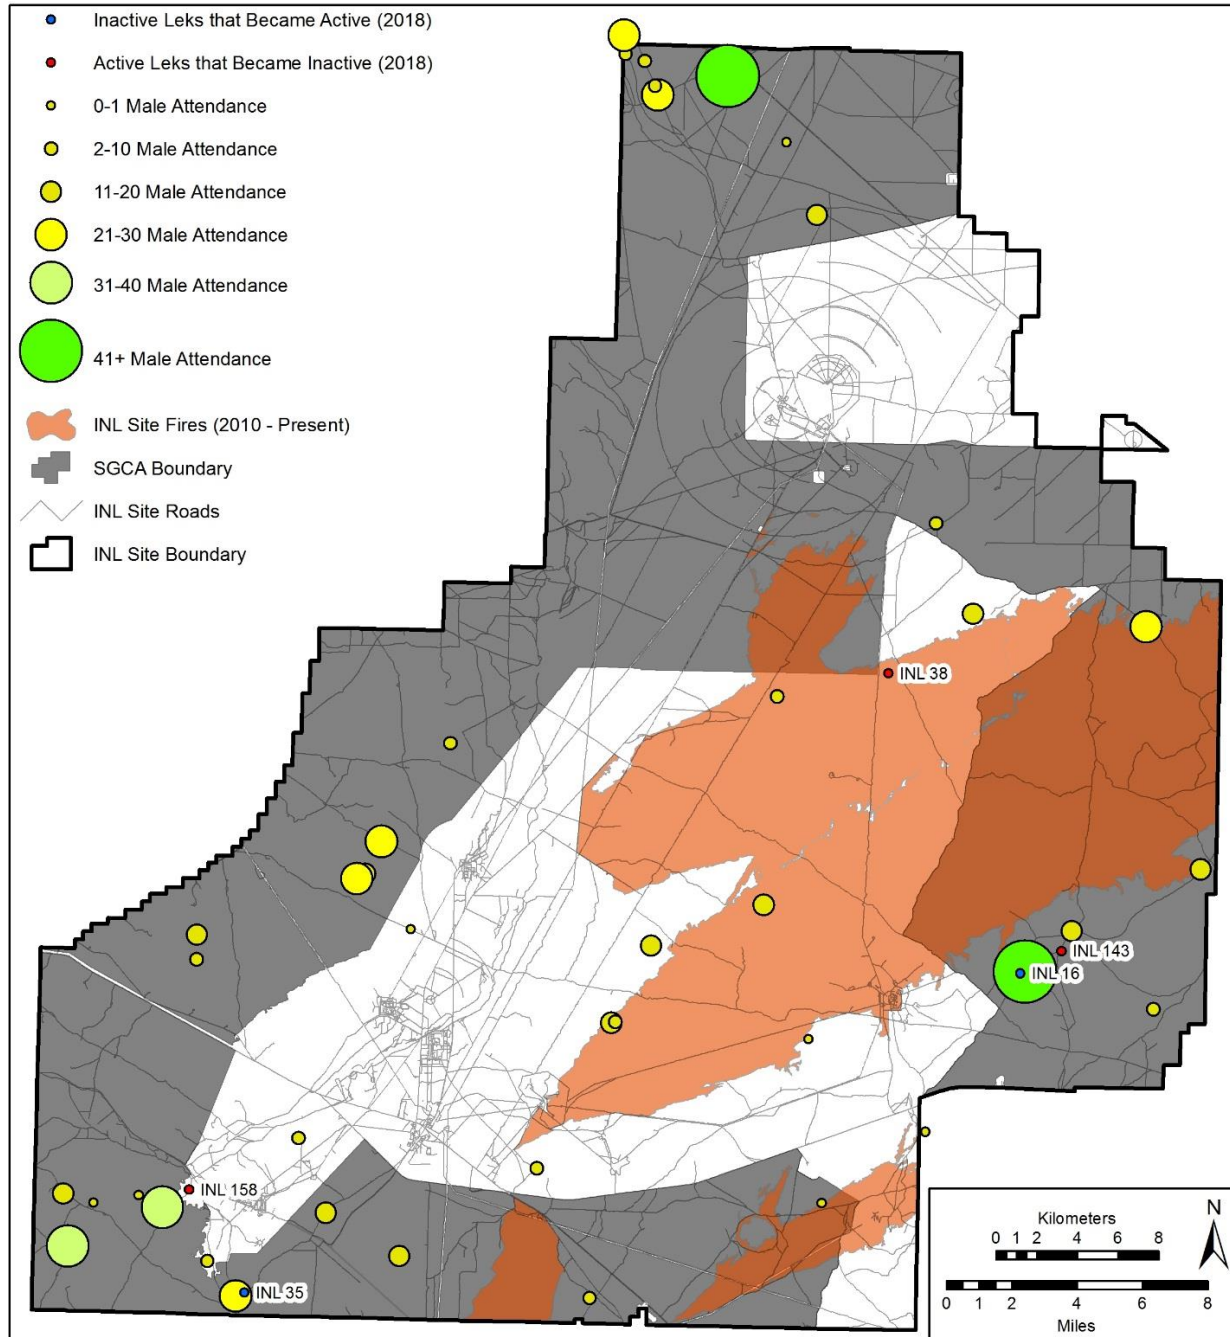 Inactive Leks that Became Active (2018)
Active Leks that Became Inactive (2018)
0-1 Male Attendance
2-10 Male Attendance
11-20 Male Attendance
21-30 Male Attendance
31-40 Male Attendance
41+ Male Attendance
INL Site Fires (2010 - Present)
SGCA Boundary
INL Site Roads
INL Site Boundary
INL 38
INL 143
INL 16
INL 158
INL 35
N
Kilometers
0 1 2 4 6 8
0 1 2 4 6 8
Miles